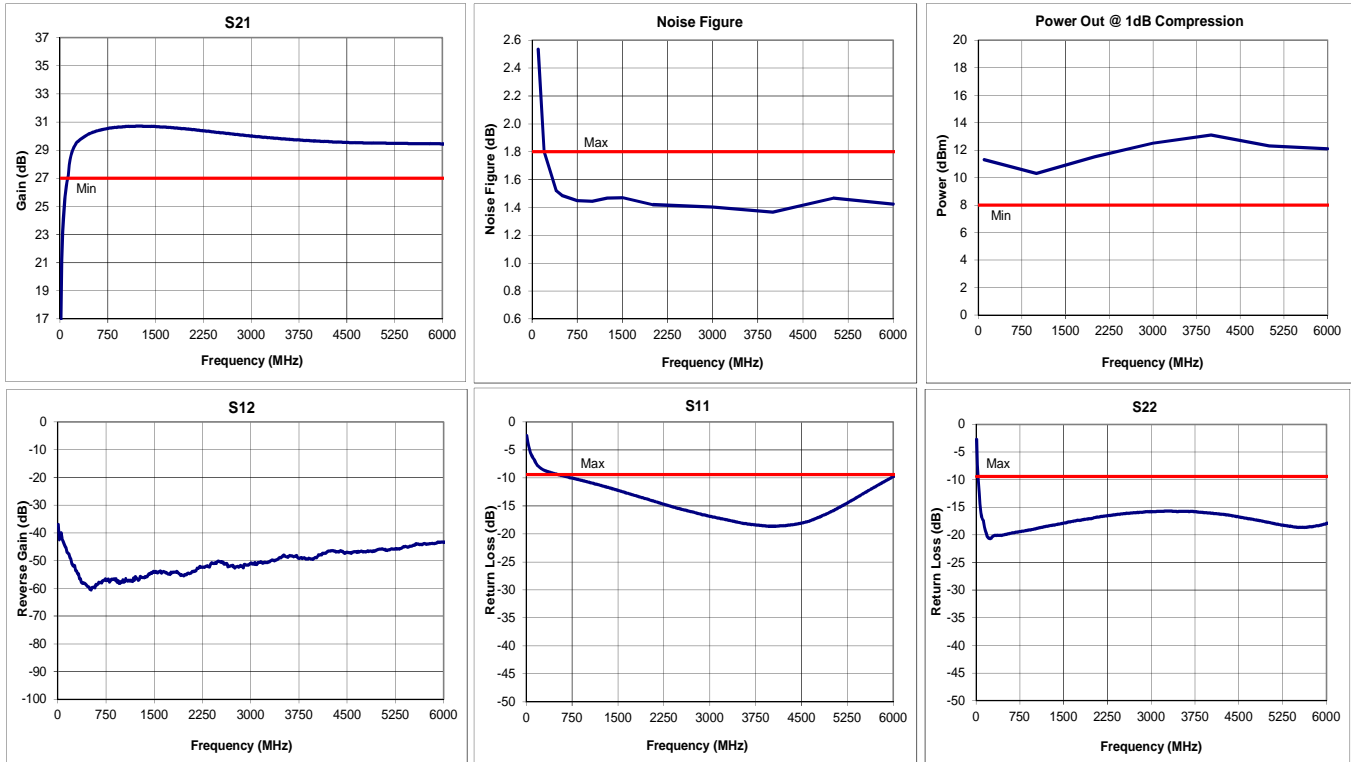 S21
37
35
33
31
29
27
25
23
21
19
17
Gain (dB)
Min
0 750 1500 2250 3000 3750 4500 5250 6000
Frequency (MHz)
Noise Figure
2.6
2.4
2.2
2.0
1.8
1.6
1.4
1.2
1.0
0.8
0.6
Noise Figure (dB)
Max
0 750 1500 2250 3000 3750 4500 5250 6000
Frequency (MHz)
Power Out @ 1dB Compression
20
18
16
14
12
10
8
6
4
2
0
Power (dBm)
Min
0 750 1500 2250 3000 3750 4500 5250 6000
Frequency (MHz)
S12
0
-10
-20
-30
-40
-50
-60
-70
-80
-90
-100
Reverse Gain (dB)
0 750 1500 2250 3000 3750 4500 5250 6000
Frequency (MHz)
S11
0
-5
-10
-15
-20
-25
-30
-35
-40
-45
-50
Return Loss (dB)
Max
0 750 1500 2250 3000 3750 4500 5250 6000
Frequency (MHz)
S22
0
-5
-10
-15
-20
-25
-30
-35
-40
-45
-50
Return Loss (dB)
Max
0 750 1500 2250 3000 3750 4500 5250 6000
Frequency (MHz)